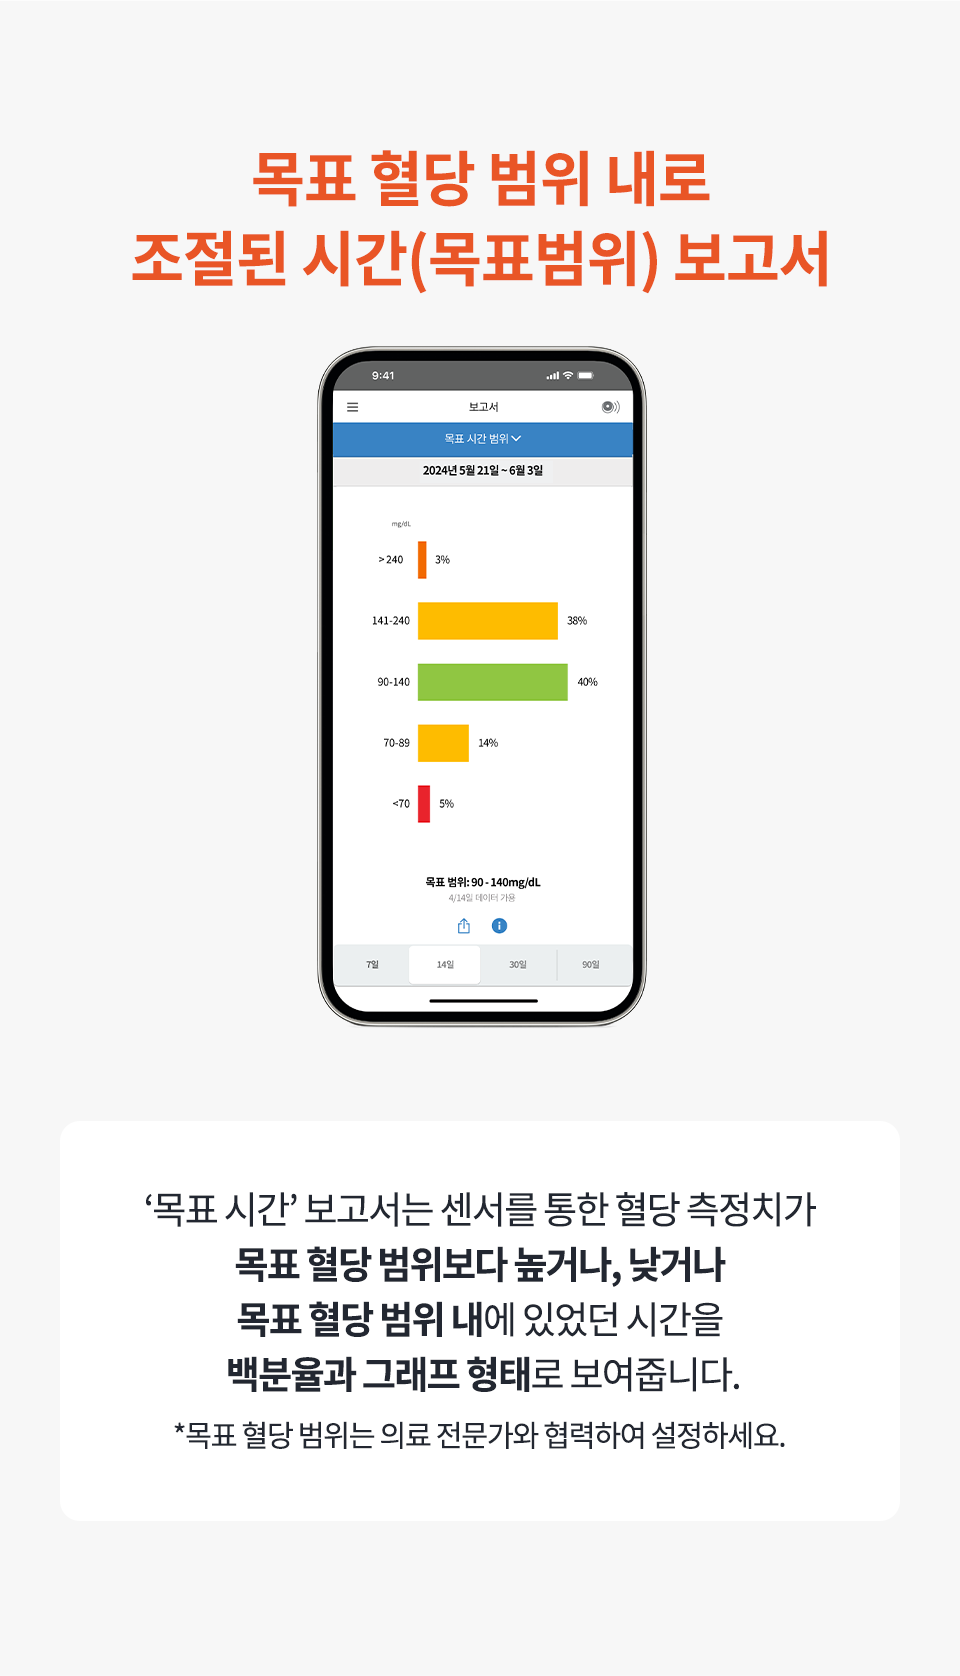 목표 혈당 범위 내로
조절된 시간(목표범위) 보고서
9:41
보고서
목표 시간 범위
2024년 5월 21일 ~ 6월 3일
mg/dL
> 240 3%
141-240 38%
90-140 40%
70-89 14%
<70 5%
목표 범위: 90 - 140mg/dL
4/14일 데이터 가용
7일 14일 30일 90일
‘목표 시간’ 보고서는 센서를 통한 혈당 측정치가
목표 혈당 범위보다 높거나, 낮거나
목표 혈당 범위 내에 있었던 시간을
백분율과 그래프 형태로 보여줍니다.
*목표 혈당 범위는 의료 전문가와 협력하여 설정하세요.